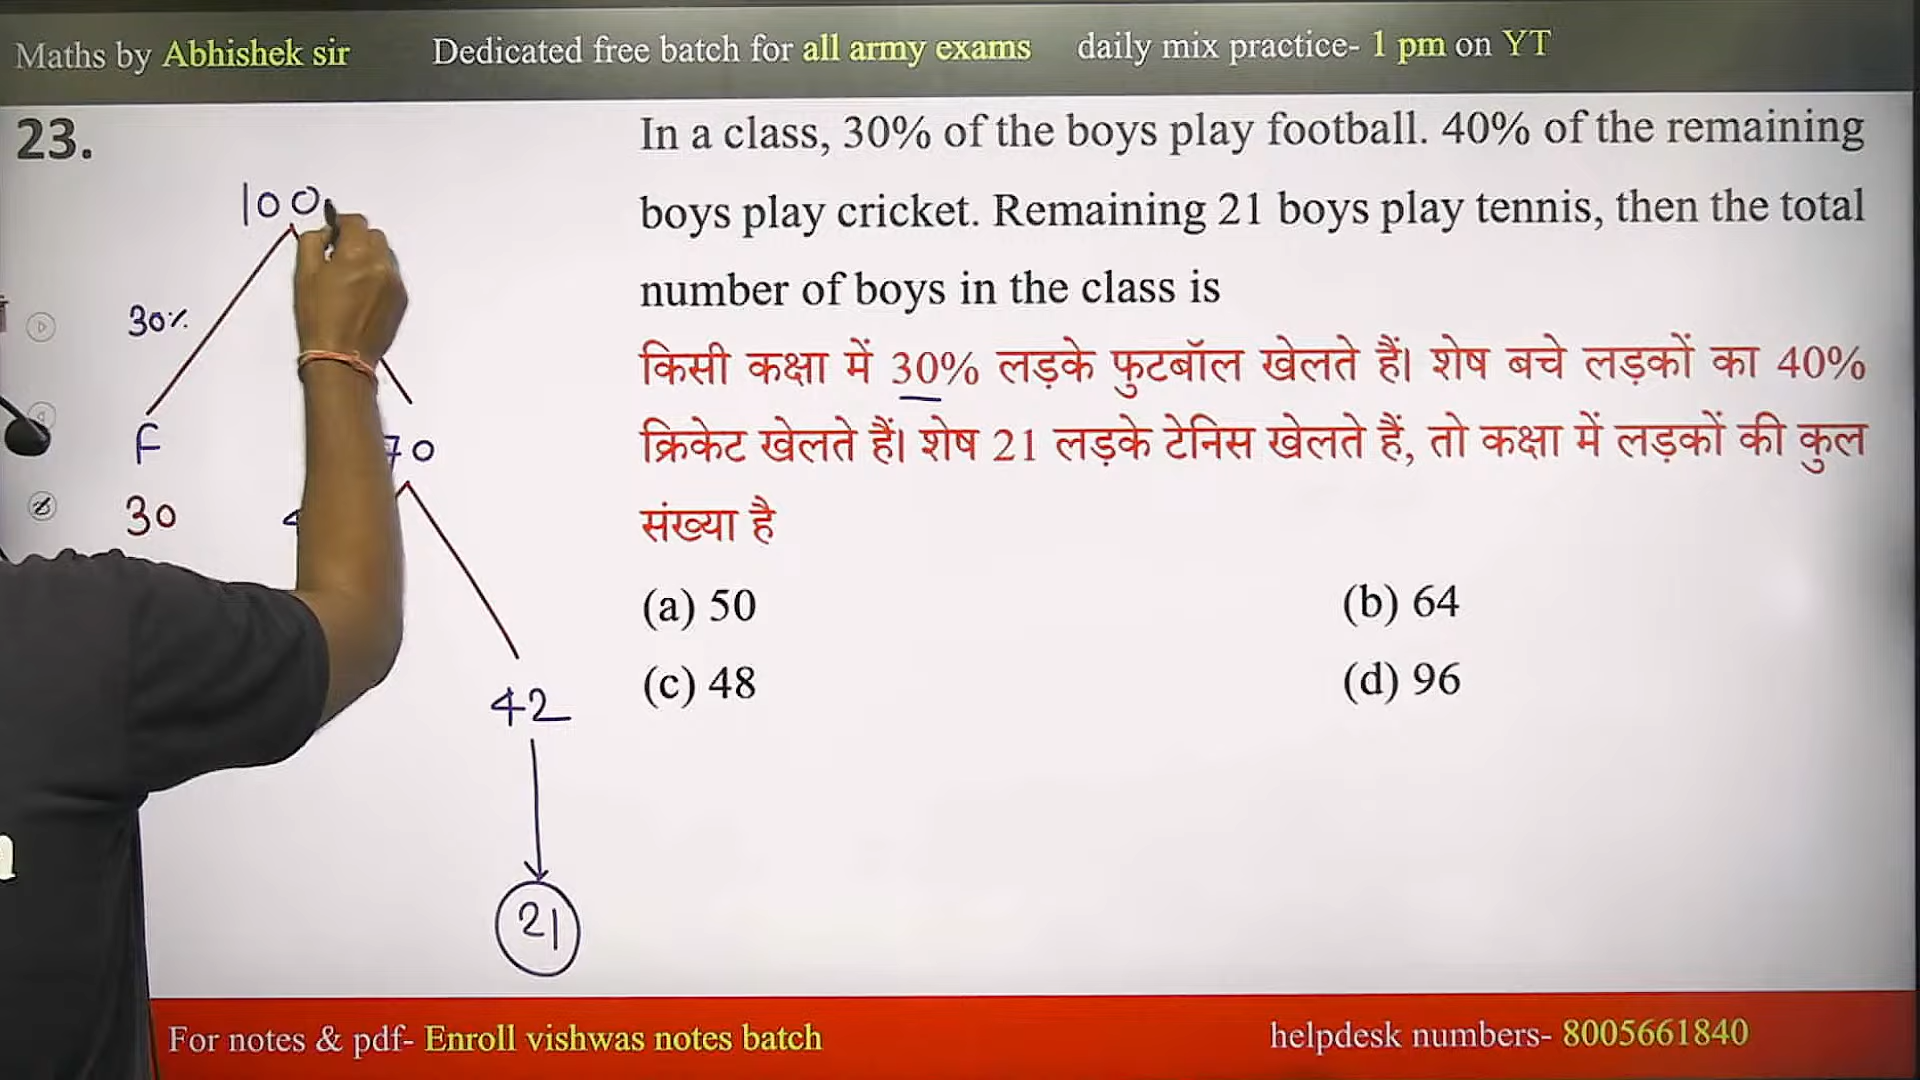 Maths by Abhishek sir Dedicated free batch for all army exams daily mix practice- 1 pm on YT
23.
In a class, 30% of the boys play football. 40% of the remaining
boys play cricket. Remaining 21 boys play tennis, then the total
number of boys in the class is
किसी कक्षा में 30% लड़के फुटबॉल खेलते हैं। शेष बचे लड़कों का 40%
क्रिकेट खेलते हैं। शेष 21 लड़के टेनिस खेलते हैं, तो कक्षा में लड़कों की कुल
संख्या है
(a) 50 (b) 64
(c) 48 (d) 96
100
30%
F 70
30
42
21
For notes & pdf- Enroll vishwas notes batch helpdesk numbers- 8005661840